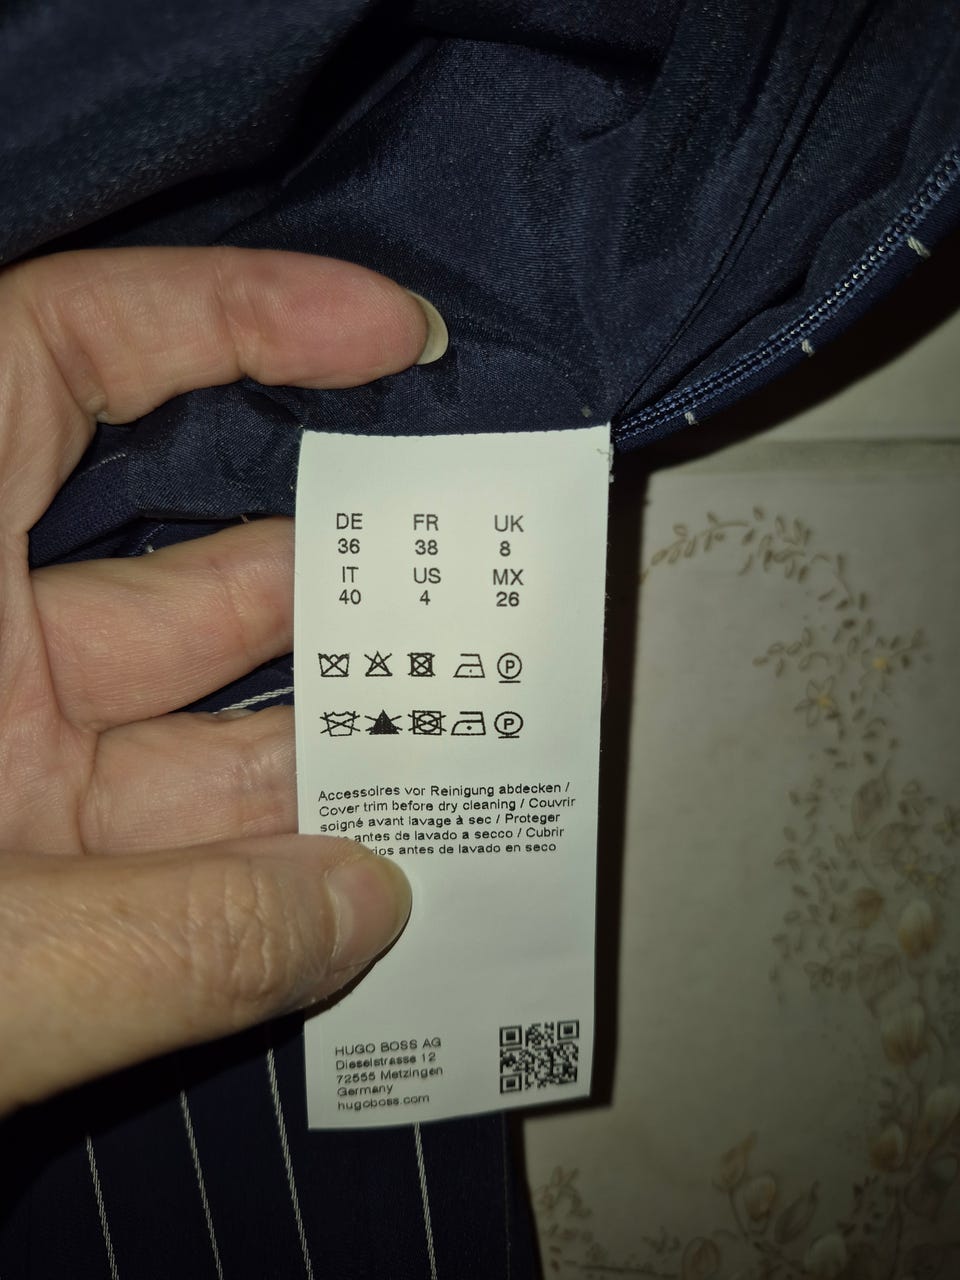 DE FR UK
36 38 8
IT US MX
40 4 26
P
P
Accessoires vor Reinigung abdecken /
Cover trim before dry cleaning / Couvrir
soigné avant lavage à sec / Proteger
antes de lavado a secco / Cubrir
antes de lavado en seco
HUGO BOSS AG
Dieselstrasse 12
72555 Metzingen
Germany
hugoboss.com